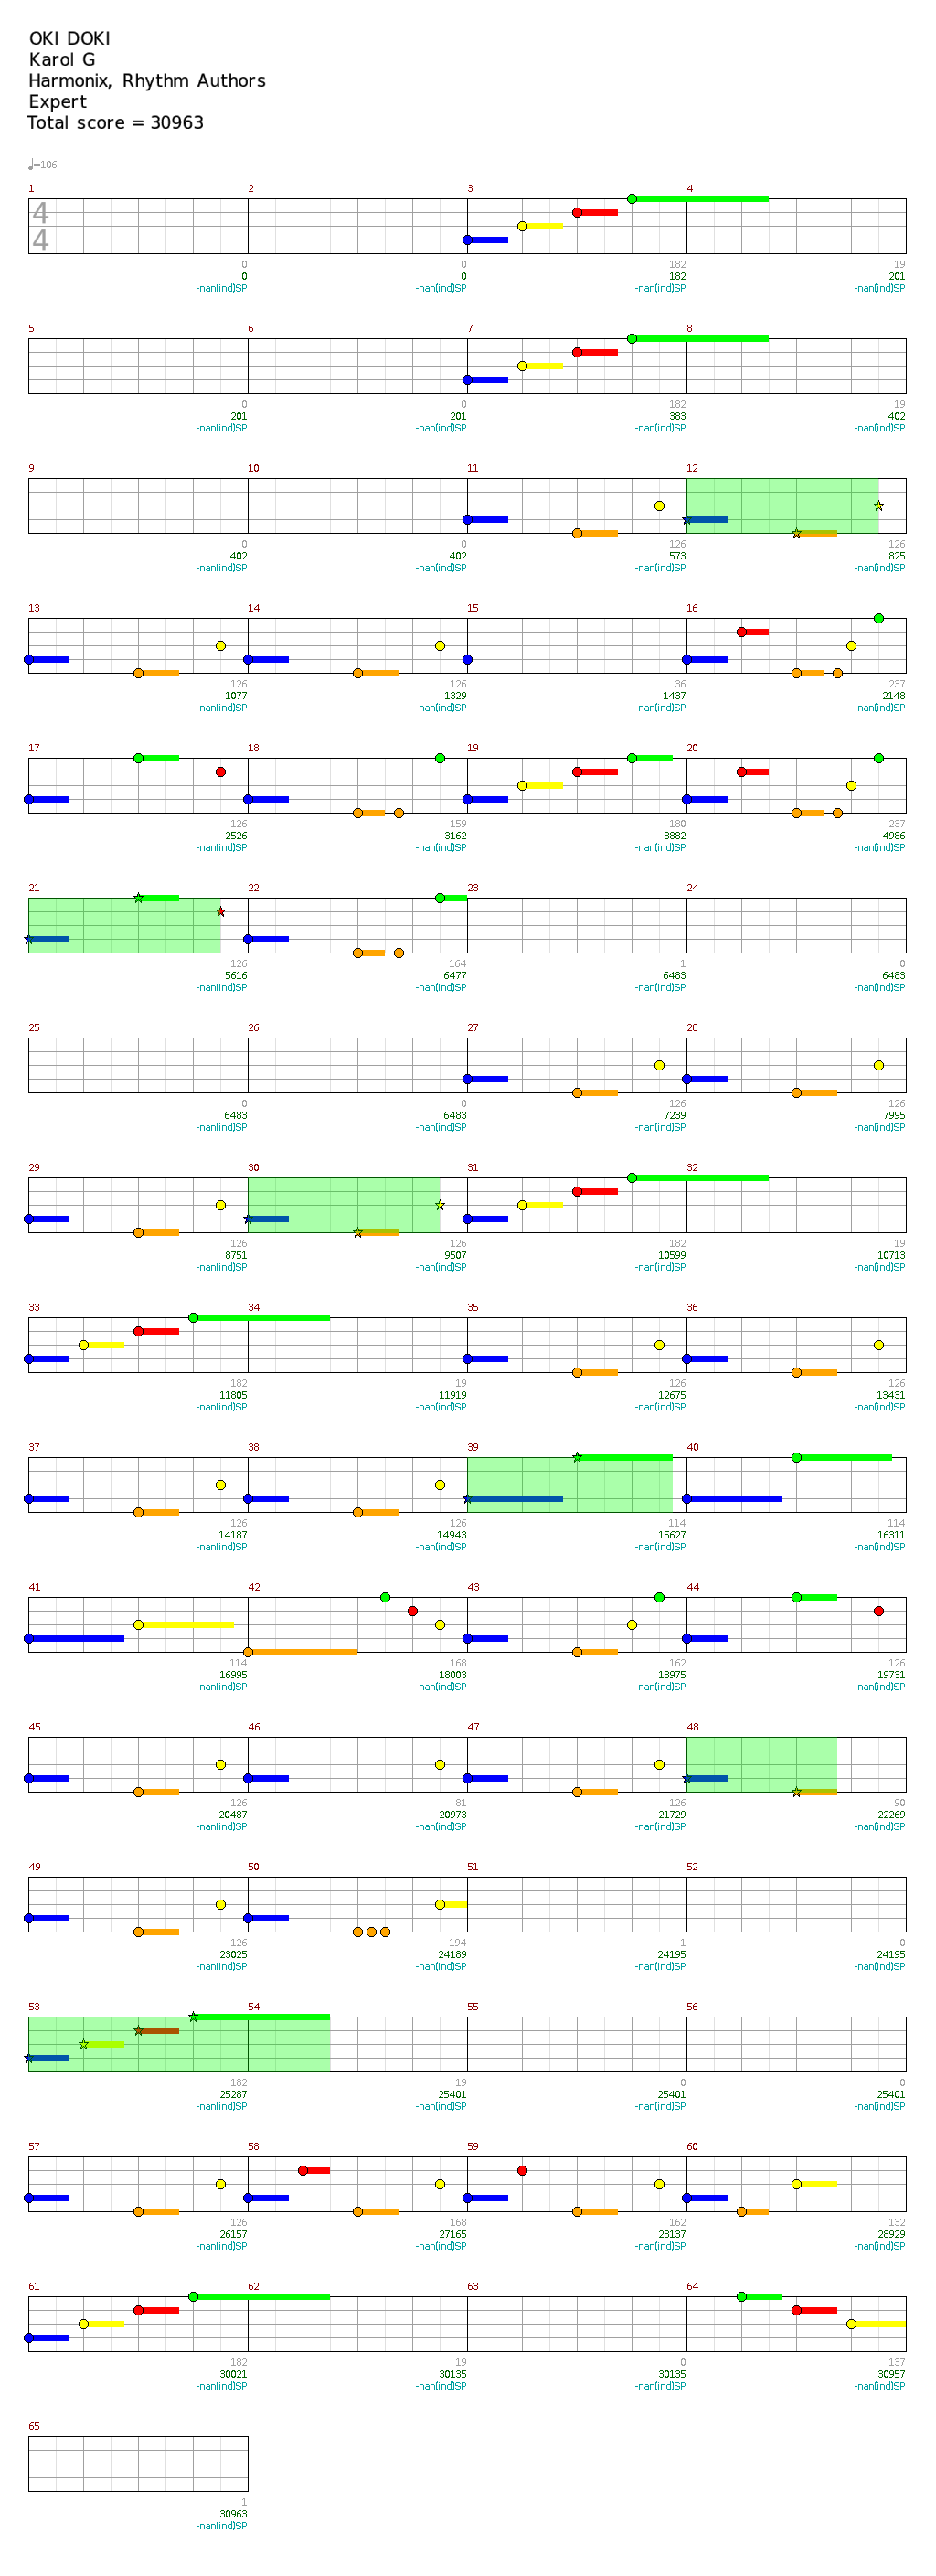 OKI DOKI
Karol G
Harmonix, Rhythm Authors
Expert
Total score = 30963
♩=106
1 2 3 4
4
4
0 0 182 19
0 0 182 201
-nan(ind)SP -nan(ind)SP -nan(ind)SP -nan(ind)SP
5 6 7 8
0 0 182 19
201 201 383 402
-nan(ind)SP -nan(ind)SP -nan(ind)SP -nan(ind)SP
9 10 11 12
0 0 126 126
402 402 573 825
-nan(ind)SP -nan(ind)SP -nan(ind)SP -nan(ind)SP
13 14 15 16
126 126 36 237
1077 1329 1437 2148
-nan(ind)SP -nan(ind)SP -nan(ind)SP -nan(ind)SP
17 18 19 20
126 159 180 237
2526 3162 3882 4986
-nan(ind)SP -nan(ind)SP -nan(ind)SP -nan(ind)SP
21 22 23 24
126 164 1 0
5616 6477 6483 6483
-nan(ind)SP -nan(ind)SP -nan(ind)SP -nan(ind)SP
25 26 27 28
0 0 126 126
6483 6483 7239 7995
-nan(ind)SP -nan(ind)SP -nan(ind)SP -nan(ind)SP
29 30 31 32
126 126 182 19
8751 9507 10599 10713
-nan(ind)SP -nan(ind)SP -nan(ind)SP -nan(ind)SP
33 34 35 36
182 19 126 126
11805 11919 12675 13431
-nan(ind)SP -nan(ind)SP -nan(ind)SP -nan(ind)SP
37 38 39 40
126 126 114 114
14187 14943 15627 16311
-nan(ind)SP -nan(ind)SP -nan(ind)SP -nan(ind)SP
41 42 43 44
114 168 162 126
16995 18003 18975 19731
-nan(ind)SP -nan(ind)SP -nan(ind)SP -nan(ind)SP
45 46 47 48
126 81 126 90
20487 20973 21729 22269
-nan(ind)SP -nan(ind)SP -nan(ind)SP -nan(ind)SP
49 50 51 52
126 194 1 0
23025 24189 24195 24195
-nan(ind)SP -nan(ind)SP -nan(ind)SP -nan(ind)SP
53 54 55 56
182 19 0 0
25287 25401 25401 25401
-nan(ind)SP -nan(ind)SP -nan(ind)SP -nan(ind)SP
57 58 59 60
126 168 162 132
26157 27165 28137 28929
-nan(ind)SP -nan(ind)SP -nan(ind)SP -nan(ind)SP
61 62 63 64
182 19 0 137
30021 30135 30135 30957
-nan(ind)SP -nan(ind)SP -nan(ind)SP -nan(ind)SP
65
1
30963
-nan(ind)SP